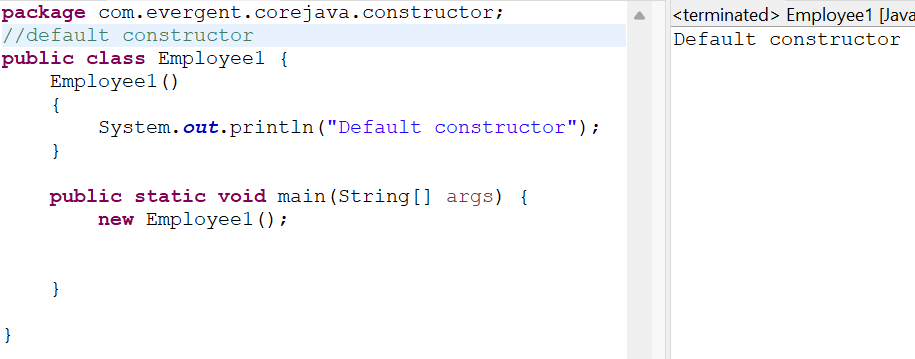 package com.evergent.corejava.constructor;
//default constructor
public class Employee1 {
    Employee1()
    {
        System.out.println("Default constructor");
    }
    public static void main(String[] args) {
        new Employee1();
    }
}
<terminated> Employee1 [Java
Default constructor